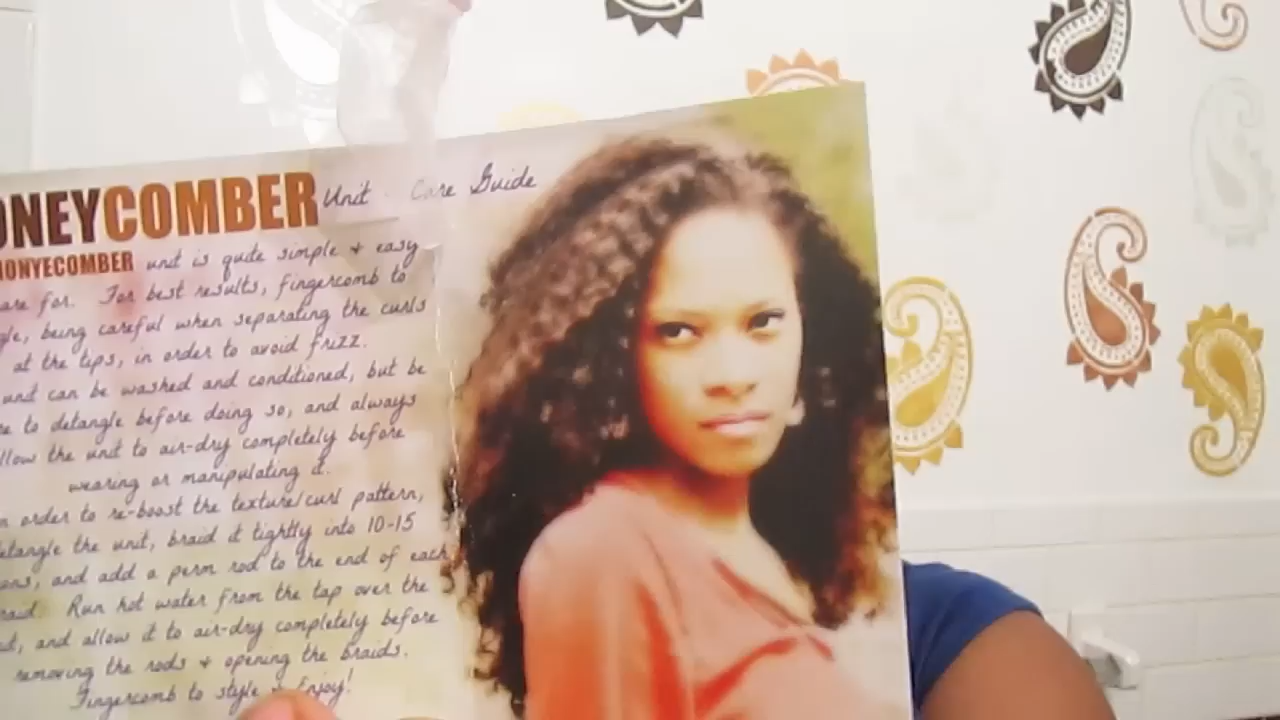 ONEYCOMBER Unit - Care Guide
HONYECOMBER unit is quite simple & easy
are for. For best results, fingercomb to
gle, being careful when separating the curls
at the tips, in order to avoid frizz.
unit can be washed and conditioned, but be
re to detangle before doing so, and always
llow the unit to air-dry completely before
wearing or manipulating it.
n order to re-boost the texture/curl pattern,
etangle the unit, braid it tightly into 10-15
ons, and add a perm rod to the end of each
raid. Run hot water from the tap over the
it, and allow it to air-dry completely before
removing the rods & opening the braids.
Fingercomb to style & Enjoy!